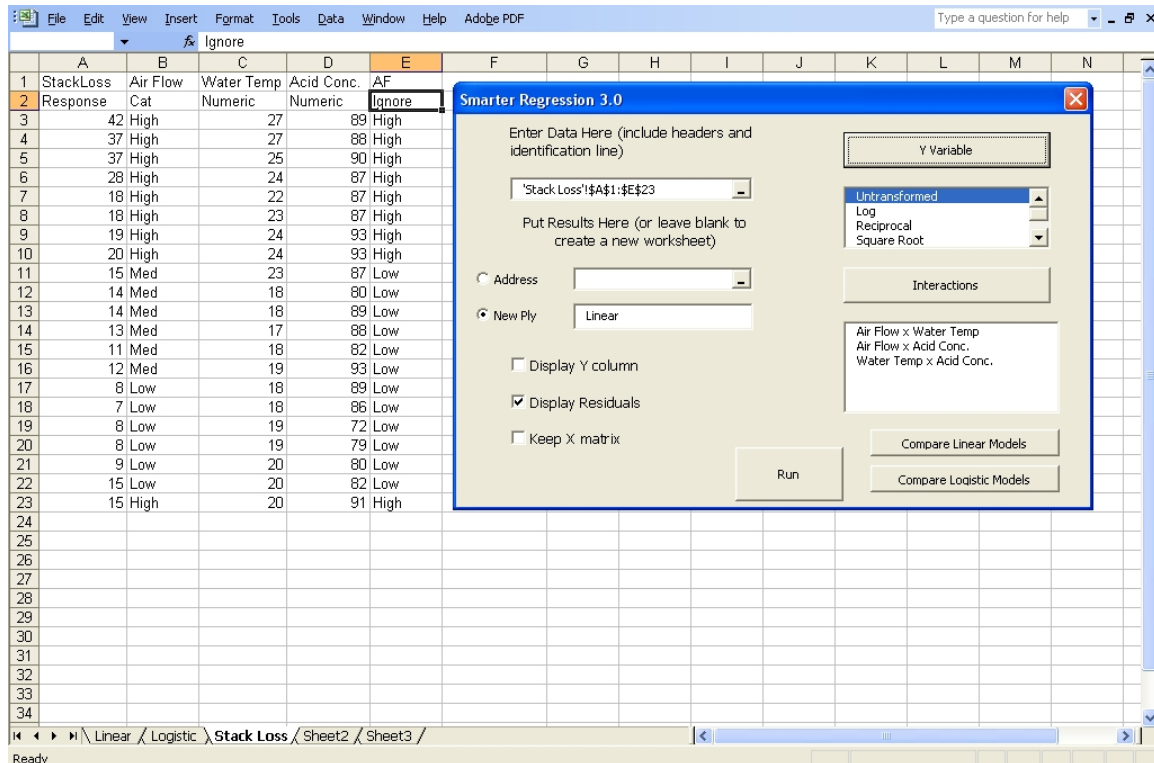 File Edit View Insert Format Tools Data Window Help Adobe PDF Type a question for help
fx Ignore
A B C D E F G H I J K L M N
1 StackLoss Air Flow Water Temp Acid Conc. AF
2 Response Cat Numeric Numeric Ignore
3 42 High 27 89 High
4 37 High 27 88 High
5 37 High 25 90 High
6 28 High 24 87 High
7 18 High 22 87 High
8 18 High 23 87 High
9 19 High 24 93 High
10 20 High 24 93 High
11 15 Med 23 87 Low
12 14 Med 18 80 Low
13 14 Med 18 89 Low
14 13 Med 17 88 Low
15 11 Med 18 82 Low
16 12 Med 19 93 Low
17 8 Low 18 89 Low
18 7 Low 18 86 Low
19 8 Low 19 72 Low
20 8 Low 19 79 Low
21 9 Low 20 80 Low
22 15 Low 20 82 Low
23 15 High 20 91 High
24
25
26
27
28
29
30
31
32
33
34
Smarter Regression 3.0
Enter Data Here (include headers and
identification line)
'Stack Loss'!$A$1:$E$23
Put Results Here (or leave blank to
create a new worksheet)
Address
New Ply Linear
Display Y column
Display Residuals
Keep X matrix
Run
Y Variable
Untransformed
Log
Reciprocal
Square Root
Interactions
Air Flow x Water Temp
Air Flow x Acid Conc.
Water Temp x Acid Conc.
Compare Linear Models
Compare Logistic Models
Linear / Logistic \ Stack Loss / Sheet2 / Sheet3 /
Ready